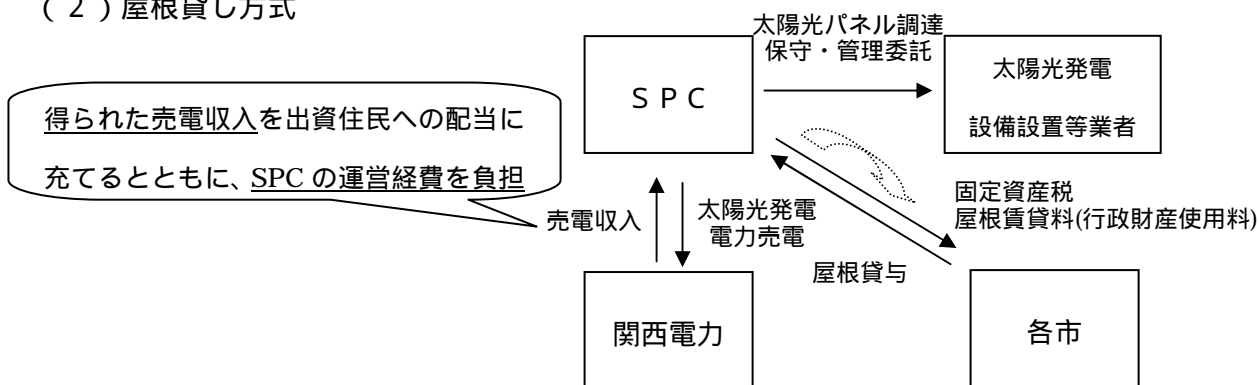 （２）屋根貸し方式
太陽光パネル調達
保守・管理委託
ＳＰＣ
太陽光発電
設備設置等業者
得られた売電収入を出資住民への配当に
充てるとともに、SPC の運営経費を負担
固定資産税
屋根賃貸料(行政財産使用料)
売電収入
太陽光発電
電力売電
屋根貸与
関西電力
各市